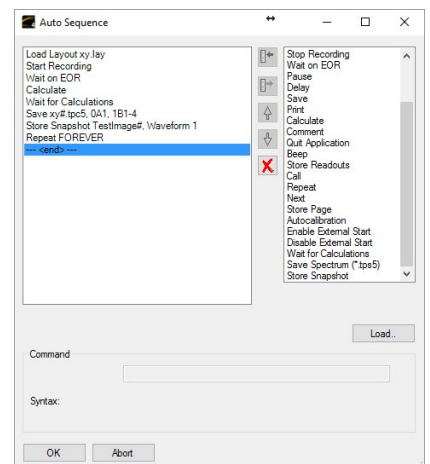 Auto Sequence
Load Layout xy.lay
Start Recording
Wait on EOR
Calculate
Wait for Calculations
Save xy#.tpc5, 0A1, 1B1-4
Store Snapshot TestImage#, Waveform 1
Repeat FOREVER
--- <end> ---
Stop Recording
Wait on EOR
Pause
Delay
Save
Print
Calculate
Comment
Quit Application
Beep
Store Readouts
Call
Repeat
Next
Store Page
Autocalibration
Enable External Start
Disable External Start
Wait for Calculations
Save Spectrum (*.tps5)
Store Snapshot
Load..
Command
Syntax:
OK
Abort